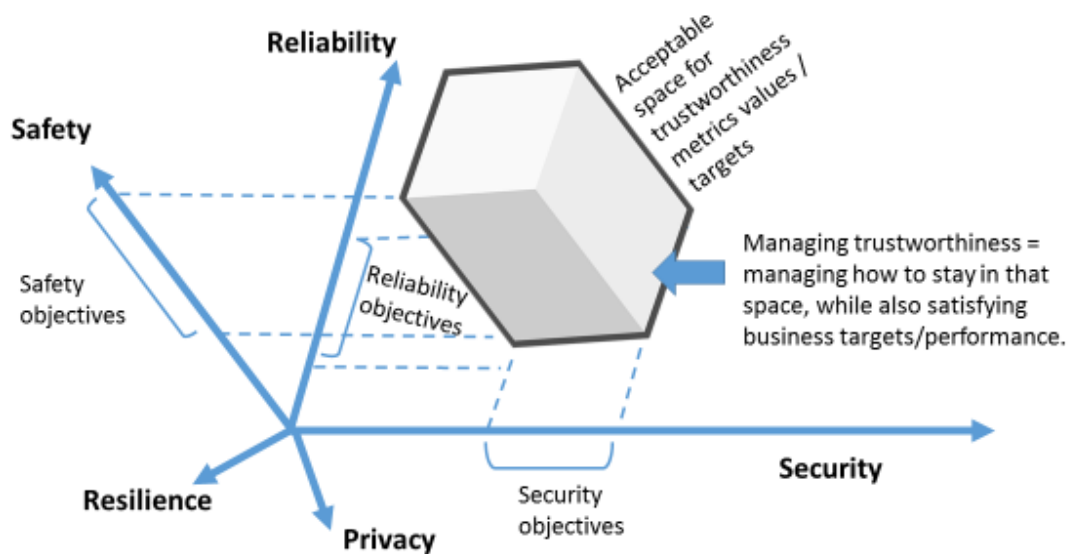 Reliability
Safety
Acceptable
space for
trustworthiness
metrics values /
targets
Managing trustworthiness =
managing how to stay in that
space, while also satisfying
business targets/performance.
Safety
objectives
Reliability
objectives
Security
Resilience
Privacy
Security
objectives